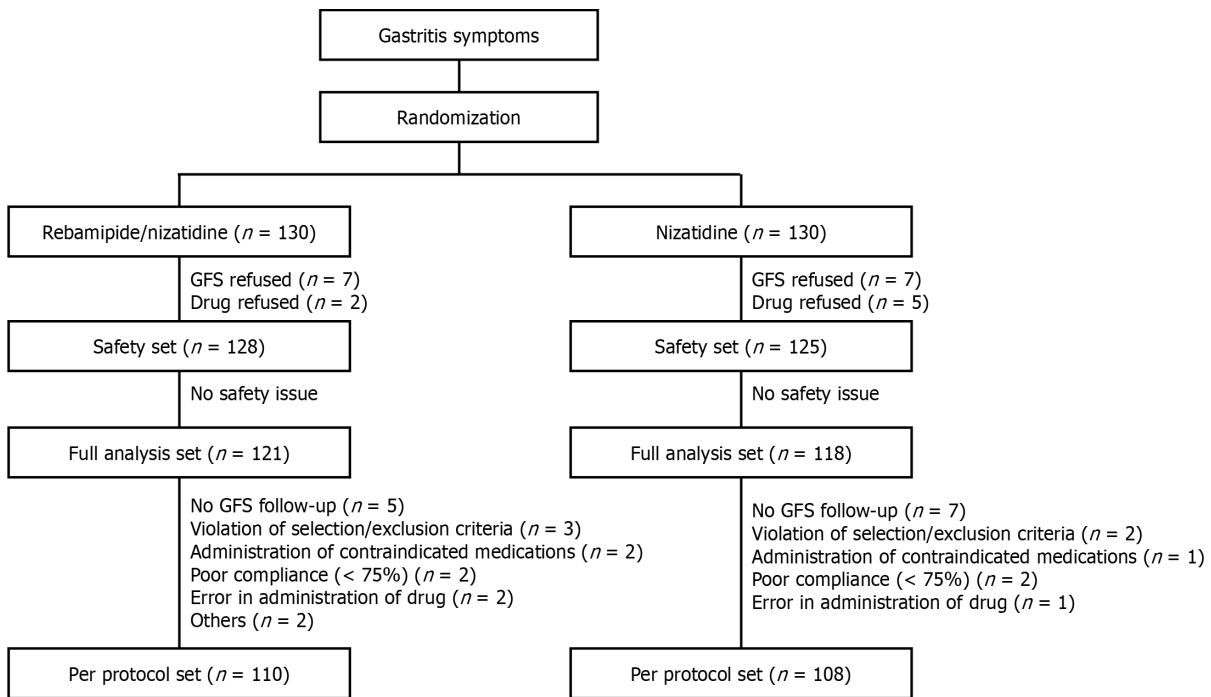 Gastritis symptoms
Randomization
Rebamipide/nizatidine (n = 130)
GFS refused (n = 7)
Drug refused (n = 2)
Safety set (n = 128)
No safety issue
Full analysis set (n = 121)
No GFS follow-up (n = 5)
Violation of selection/exclusion criteria (n = 3)
Administration of contraindicated medications (n = 2)
Poor compliance (< 75%) (n = 2)
Error in administration of drug (n = 2)
Others (n = 2)
Per protocol set (n = 110)
Nizatidine (n = 130)
GFS refused (n = 7)
Drug refused (n = 5)
Safety set (n = 125)
No safety issue
Full analysis set (n = 118)
No GFS follow-up (n = 7)
Violation of selection/exclusion criteria (n = 2)
Administration of contraindicated medications (n = 1)
Poor compliance (< 75%) (n = 2)
Error in administration of drug (n = 1)
Per protocol set (n = 108)